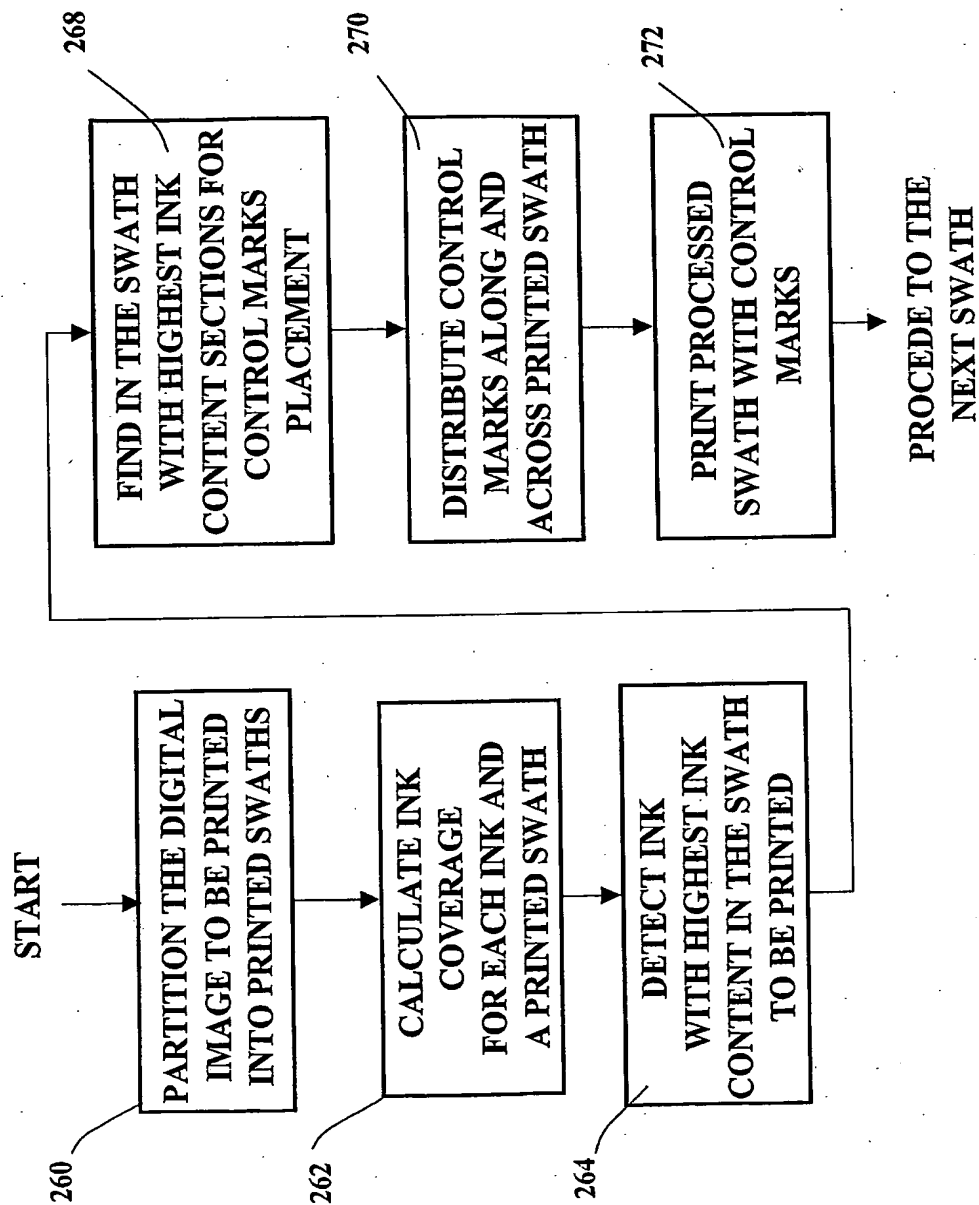 START
260
PARTITION THE DIGITAL
IMAGE TO BE PRINTED
INTO PRINTED SWATHS
262
CALCULATE INK
COVERAGE
FOR EACH INK AND
A PRINTED SWATH
264
DETECT INK
WITH HIGHEST INK
CONTENT IN THE SWATH
TO BE PRINTED
268
FIND IN THE SWATH
WITH HIGHEST INK
CONTENT SECTIONS FOR
CONTROL MARKS
PLACEMENT
270
DISTRIBUTE CONTROL
MARKS ALONG AND
ACROSS PRINTED SWATH
272
PRINT PROCESSED
SWATH WITH CONTROL
MARKS
PROCEDE TO THE
NEXT SWATH